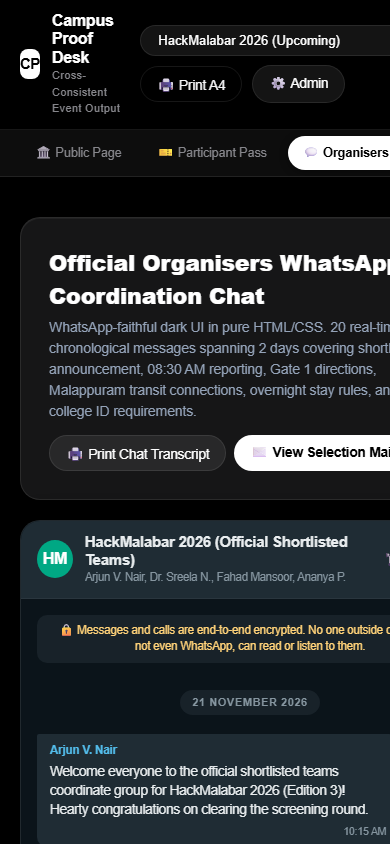 CP
Campus
Proof
Desk
Cross-
Consistent
Event Output
HackMalabar 2026 (Upcoming)
Print A4
Admin
Public Page
Participant Pass
Organisers
Official Organisers WhatsApp
Coordination Chat
WhatsApp-faithful dark UI in pure HTML/CSS. 20 real-tim
chronological messages spanning 2 days covering shortl
announcement, 08:30 AM reporting, Gate 1 directions,
Malappuram transit connections, overnight stay rules, an
college ID requirements.
Print Chat Transcript
View Selection Mai
HM
HackMalabar 2026 (Official Shortlisted
Teams)
Arjun V. Nair, Dr. Sreela N., Fahad Mansoor, Ananya P.
Messages and calls are end-to-end encrypted. No one outside o
not even WhatsApp, can read or listen to them.
21 NOVEMBER 2026
Arjun V. Nair
Welcome everyone to the official shortlisted teams
coordinate group for HackMalabar 2026 (Edition 3)!
Hearty congratulations on clearing the screening round.
10:15 AM